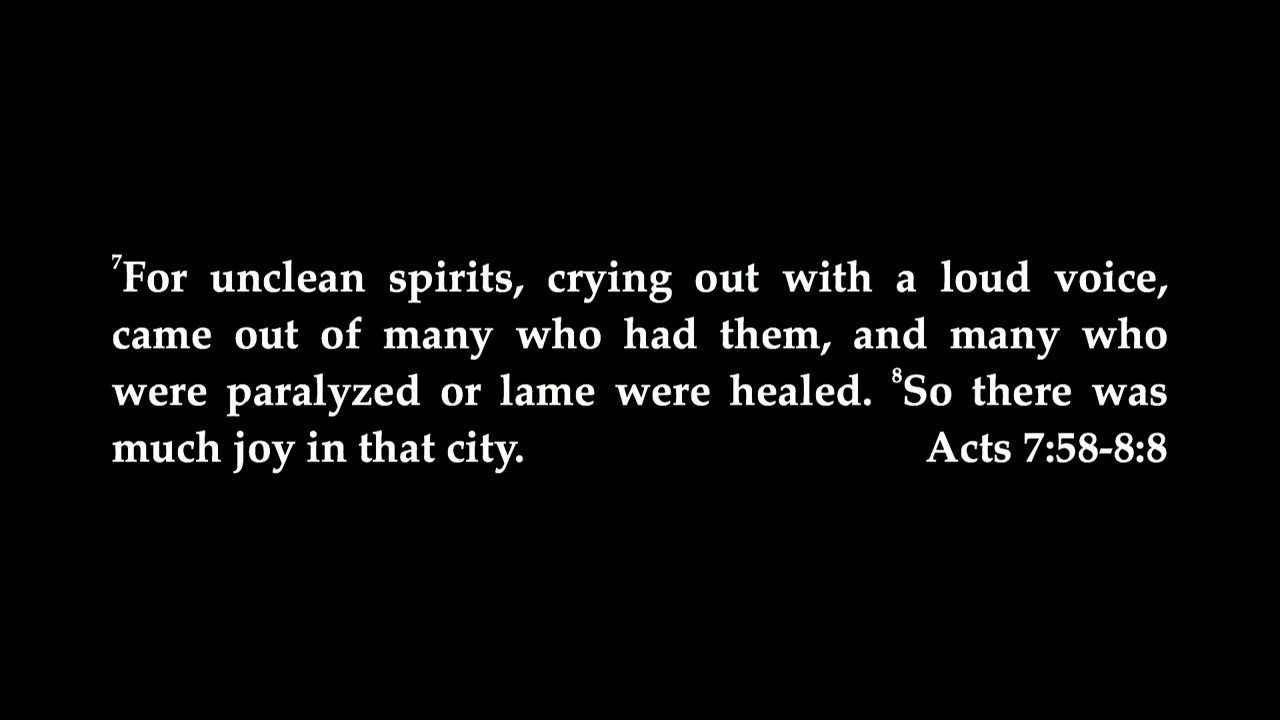 ⁷For unclean spirits, crying out with a loud voice,
came out of many who had them, and many who
were paralyzed or lame were healed. ⁸So there was
much joy in that city. Acts 7:58-8:8